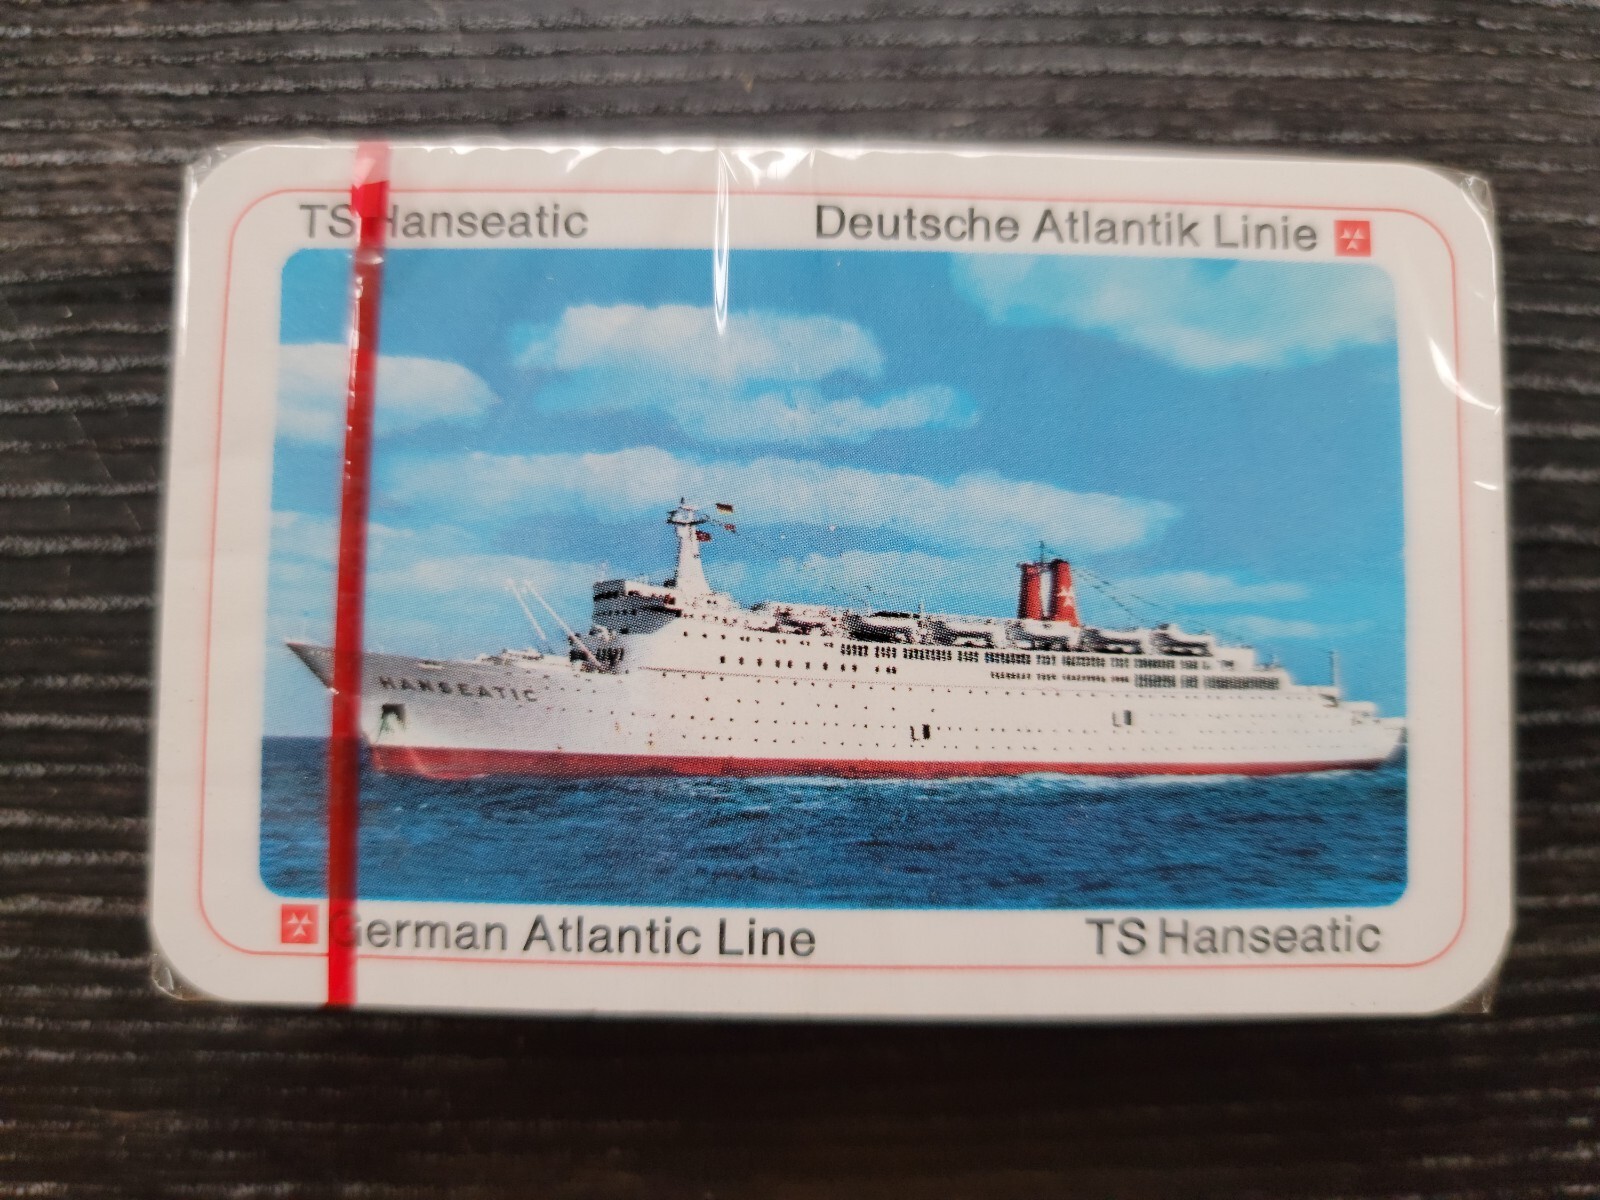 TS Hanseatic
Deutsche Atlantik Linie
HANSEATIC
German Atlantic Line
TS Hanseatic